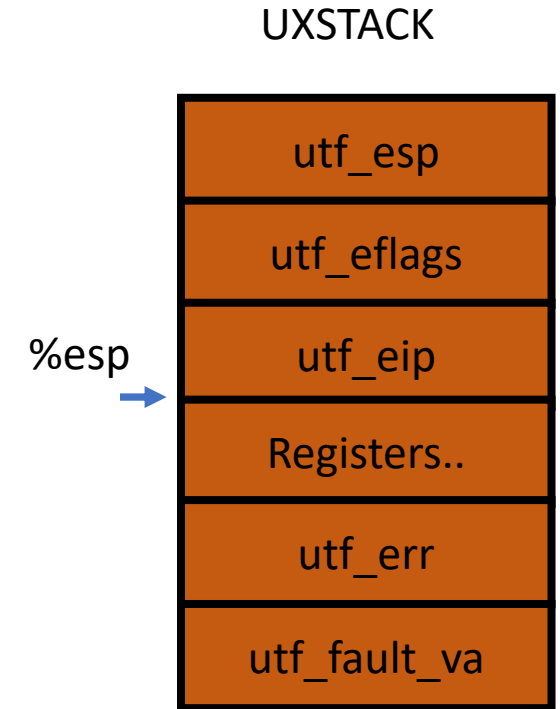 UXSTACK
utf_esp
utf_eflags
%esp
utf_eip
Registers..
utf_err
utf_fault_va